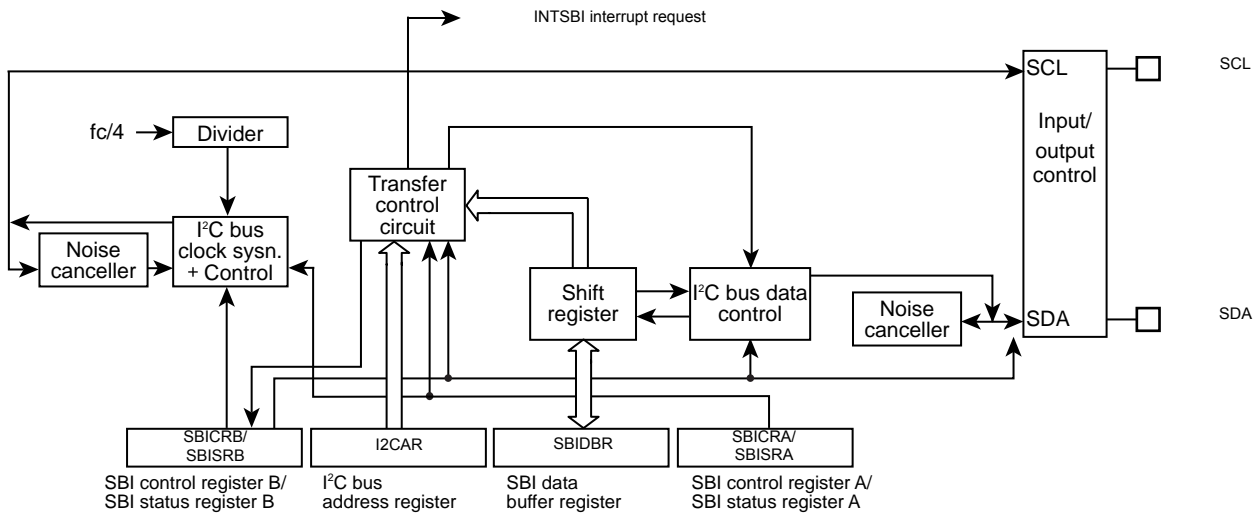 INTSBI interrupt request
SCL
SCL
Input/
output
control
fc/4
Divider
Transfer
control
circuit
I²C bus
clock sysn.
+ Control
Noise
canceller
Shift
register
I²C bus data
control
Noise
canceller
SDA
SDA
SBICRB/
SBISRB
I2CAR
SBIDBR
SBICRA/
SBISRA
SBI control register B/
SBI status register B
I²C bus
address register
SBI data
buffer register
SBI control register A/
SBI status register A